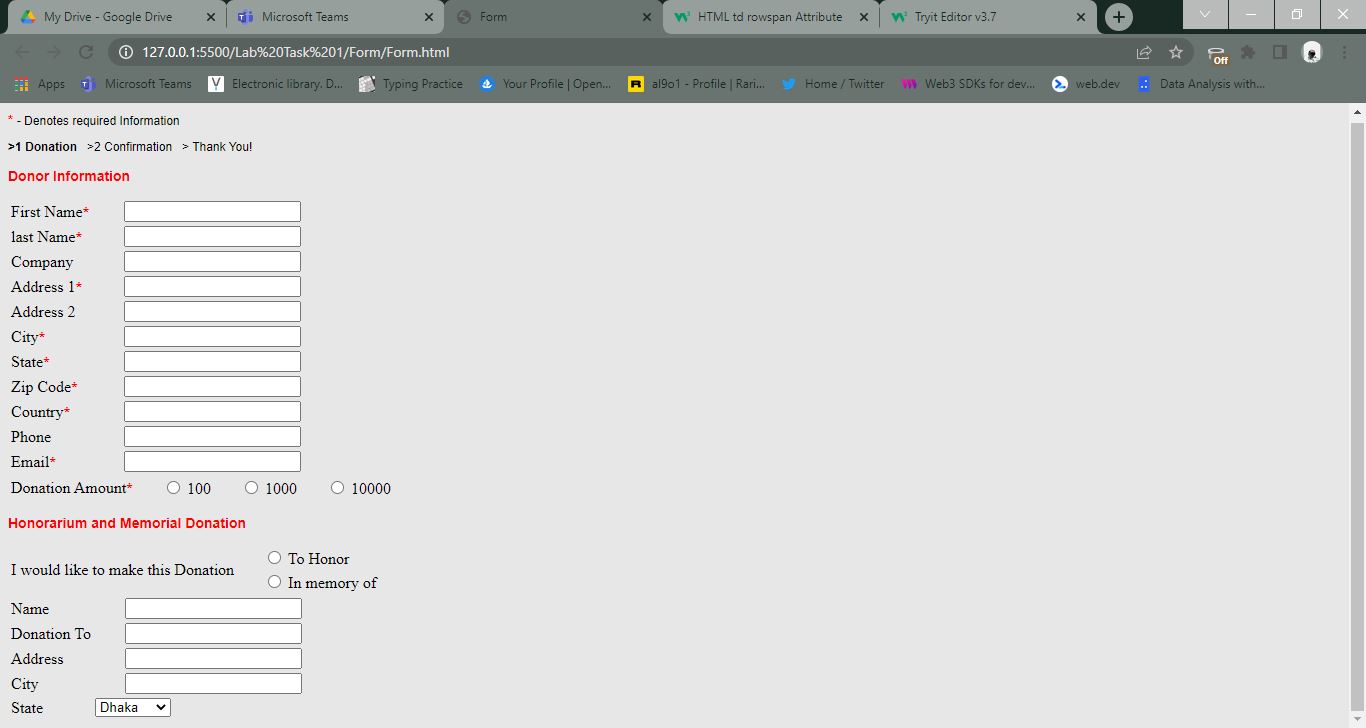 My Drive - Google Drive Microsoft Teams Form HTML td rowspan Attribute Tryit Editor v3.7
127.0.0.1:5500/Lab%20Task%201/Form/Form.html Off
Apps Microsoft Teams Electronic library. D... Typing Practice Your Profile | Open... al9o1 - Profile | Rari... Home / Twitter Web3 SDKs for dev... web.dev Data Analysis with...
* - Denotes required Information
>1 Donation >2 Confirmation > Thank You!
Donor Information
First Name*
last Name*
Company
Address 1*
Address 2
City*
State*
Zip Code*
Country*
Phone
Email*
Donation Amount* 100 1000 10000
Honorarium and Memorial Donation
I would like to make this Donation To Honor
In memory of
Name
Donation To
Address
City
State Dhaka